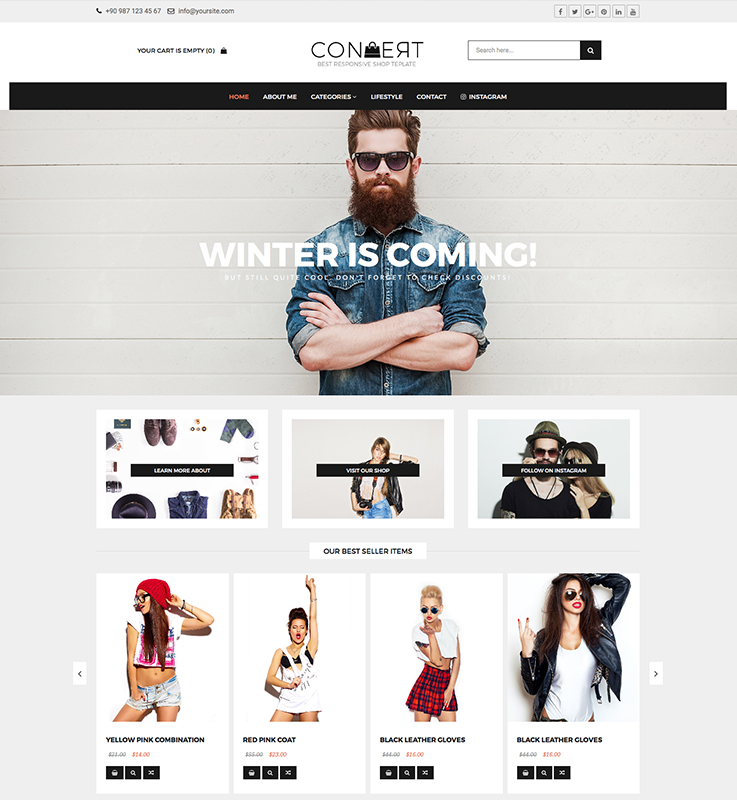 +90 987 123 45 67 info@yoursite.com
YOUR CART IS EMPTY (0)
CONVERT
BEST RESPONSIVE SHOP TEPLATE
Search here...
HOME ABOUT ME CATEGORIES LIFESTYLE CONTACT INSTAGRAM
WINTER IS COMING!
BUT STILL QUITE COOL, DON'T FORGET TO CHECK DISCOUNTS!
LEARN MORE ABOUT
VISIT OUR SHOP
FOLLOW ON INSTAGRAM
OUR BEST SELLER ITEMS
YELLOW PINK COMBINATION
$21.00 $14.00
RED PINK COAT
$55.00 $23.00
BLACK LEATHER GLOVES
$44.00 $16.00
BLACK LEATHER GLOVES
$44.00 $16.00